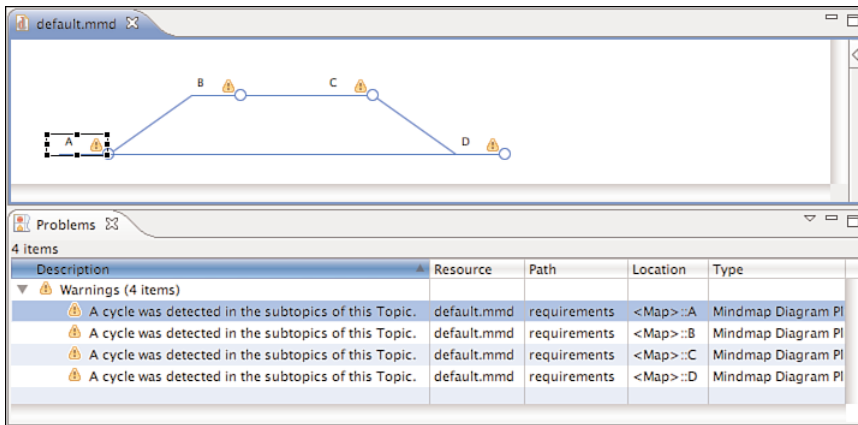 default.mmd
B
C
A
D
Problems
4 items
Description Resource Path Location Type
Warnings (4 items)
A cycle was detected in the subtopics of this Topic. default.mmd requirements <Map>::A Mindmap Diagram Pl
A cycle was detected in the subtopics of this Topic. default.mmd requirements <Map>::B Mindmap Diagram Pl
A cycle was detected in the subtopics of this Topic. default.mmd requirements <Map>::C Mindmap Diagram Pl
A cycle was detected in the subtopics of this Topic. default.mmd requirements <Map>::D Mindmap Diagram Pl